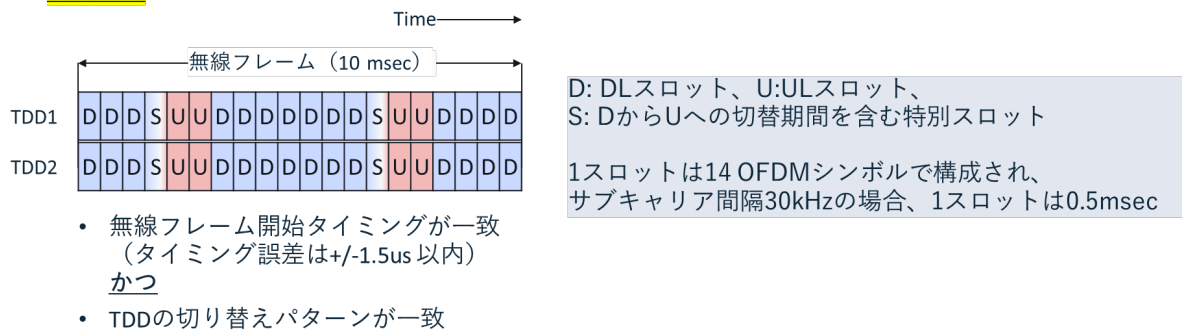 Time
無線フレーム（10 msec）
TDD1 D D D S U U D D D D D D D S U U D D D D
TDD2 D D D S U U D D D D D D D S U U D D D D
• 無線フレーム開始タイミングが一致
（タイミング誤差は+/-1.5us 以内）
かつ
• TDDの切り替えパターンが一致
D: DLスロット、U:ULスロット、
S: DからUへの切替期間を含む特別スロット
1スロットは14 OFDMシンボルで構成され、
サブキャリア間隔30kHzの場合、1スロットは0.5msec